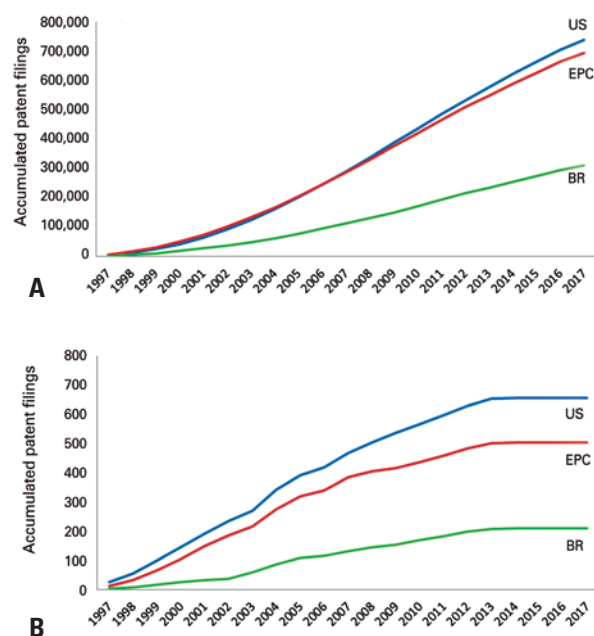 800,000
700,000
600,000
500,000
400,000
300,000
200,000
100,000
0
Accumulated patent filings
US
EPC
BR
1997 1998 1999 2000 2001 2002 2003 2004 2005 2006 2007 2008 2009 2010 2011 2012 2013 2014 2015 2016 2017
A
800
700
600
500
400
300
200
100
0
Accumulated patent filings
US
EPC
BR
1997 1998 1999 2000 2001 2002 2003 2004 2005 2006 2007 2008 2009 2010 2011 2012 2013 2014 2015 2016 2017
B